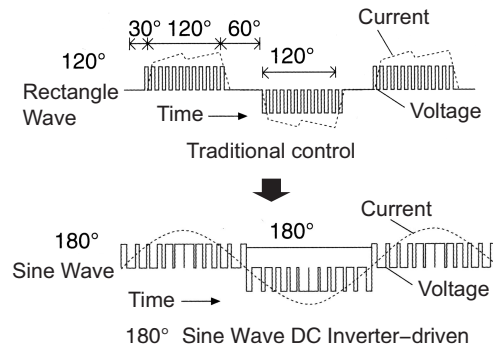 30° 120° 60° Current
120°
120°
Rectangle
Wave
Time
Voltage
Traditional control
Current
180°
180°
Sine Wave
Time
Voltage
180° Sine Wave DC Inverter–driven